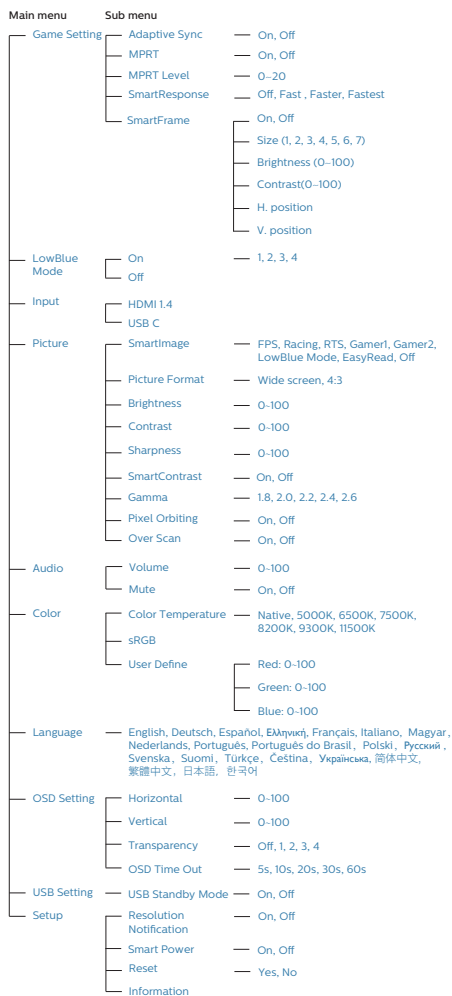 Main menu Sub menu
Game Setting Adaptive Sync On, Off
MPRT On, Off
MPRT Level 0~20
SmartResponse Off, Fast , Faster, Fastest
SmartFrame On, Off
Size (1, 2, 3, 4, 5, 6, 7)
Brightness (0~100)
Contrast(0~100)
H. position
V. position
LowBlue Mode On 1, 2, 3, 4
Off
Input HDMI 1.4
USB C
Picture SmartImage FPS, Racing, RTS, Gamer1, Gamer2,
LowBlue Mode, EasyRead, Off
Picture Format Wide screen, 4:3
Brightness 0~100
Contrast 0~100
Sharpness 0~100
SmartContrast On, Off
Gamma 1.8, 2.0, 2.2, 2.4, 2.6
Pixel Orbiting On, Off
Over Scan On, Off
Audio Volume 0~100
Mute On, Off
Color Color Temperature Native, 5000K, 6500K, 7500K,
8200K, 9300K, 11500K
sRGB
User Define Red: 0~100
Green: 0~100
Blue: 0~100
Language English, Deutsch, Español, Ελληνική, Français, Italiano, Magyar,
Nederlands, Português, Português do Brasil, Polski, Русский ,
Svenska, Suomi, Türkçe, Čeština, Українська, 简体中文,
繁體中文, 日本語, 한국어
OSD Setting Horizontal 0~100
Vertical 0~100
Transparency Off, 1, 2, 3, 4
OSD Time Out 5s, 10s, 20s, 30s, 60s
USB Setting USB Standby Mode On, Off
Setup Resolution Notification On, Off
Smart Power On, Off
Reset Yes, No
Information